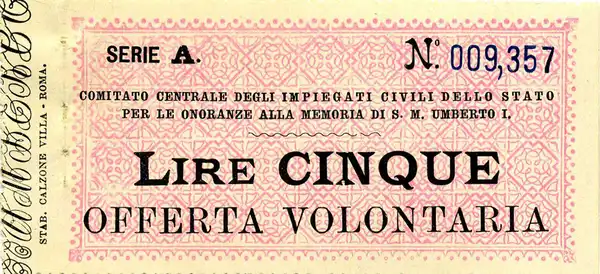 SERIE A.
Nº 009,357
COMITATO CENTRALE DEGLI IMPIEGATI CIVILI DELLO STATO
PER LE ONORANZE ALLA MEMORIA DI S. M. UMBERTO I.
LIRE CINQUE
OFFERTA VOLONTARIA
STAB. CALZONE VILLA - ROMA.